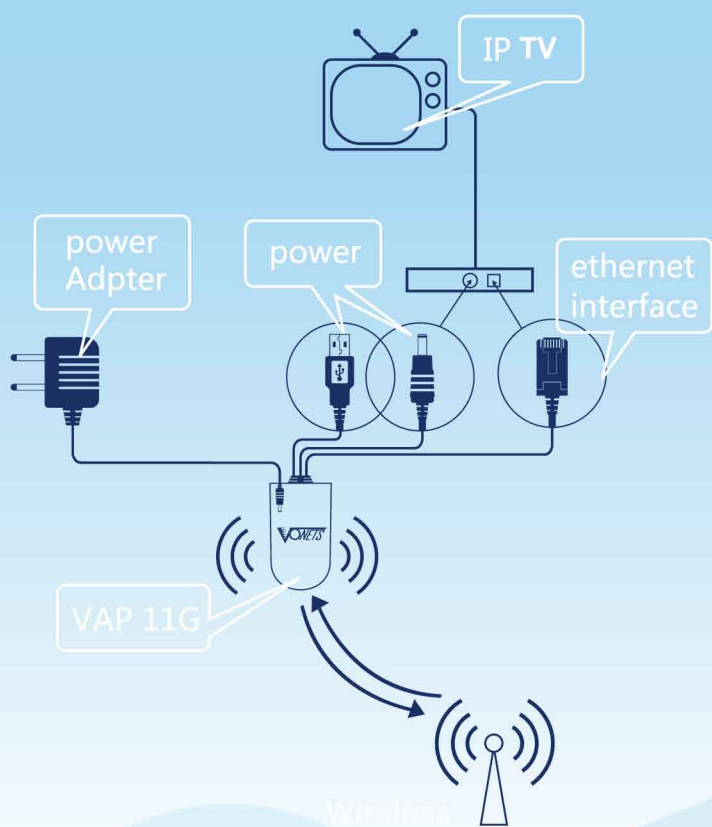 IP TV
power
Adpter
power
ethernet
interface
VONETS
VAP 11G
Wireless